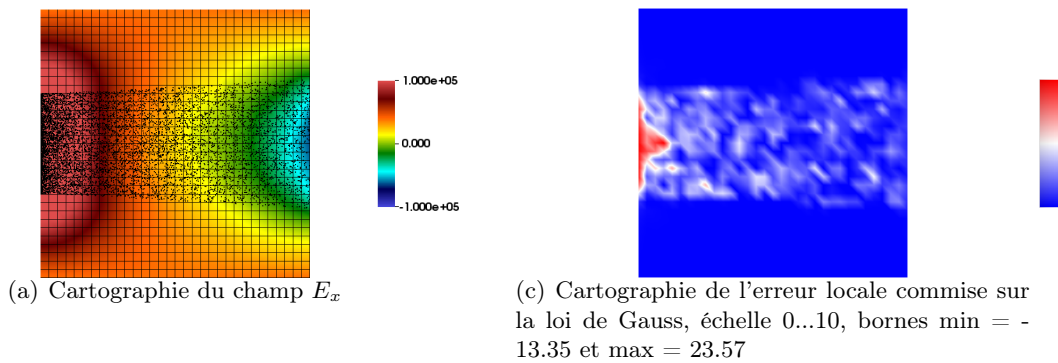 1.000e+05
0.000
-1.000e+05
(a) Cartographie du champ E_x
(c) Cartographie de l'erreur locale commise sur
la loi de Gauss, échelle 0...10, bornes min = -
13.35 et max = 23.57